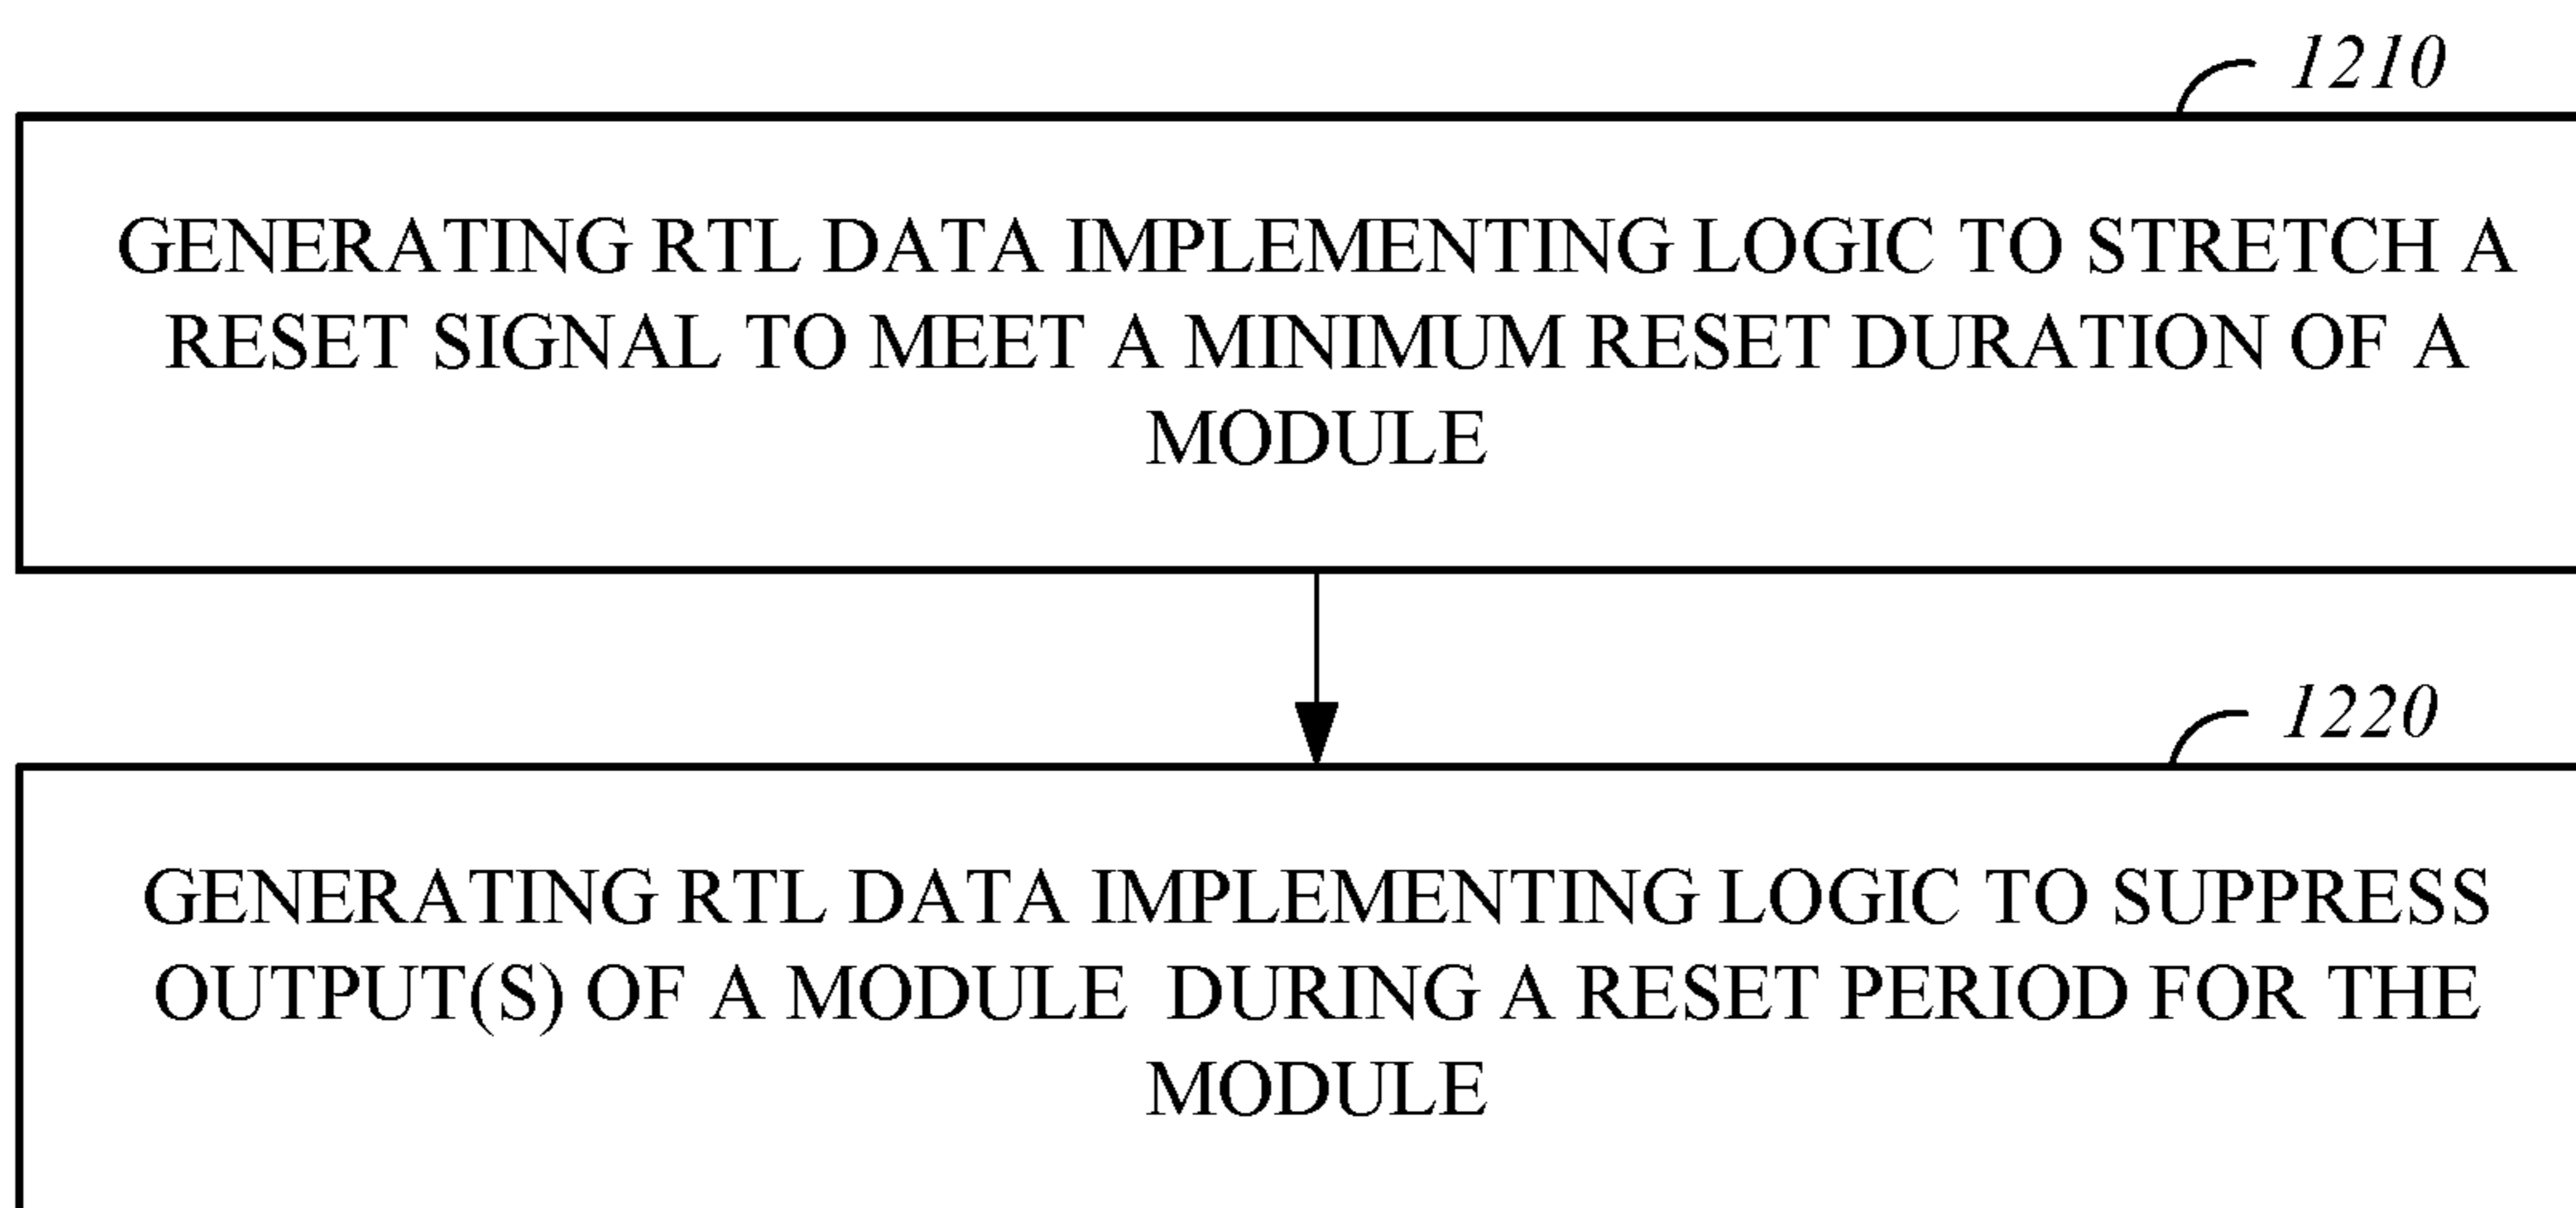 1210
GENERATING RTL DATA IMPLEMENTING LOGIC TO STRETCH A
RESET SIGNAL TO MEET A MINIMUM RESET DURATION OF A
MODULE
1220
GENERATING RTL DATA IMPLEMENTING LOGIC TO SUPPRESS
OUTPUT(S) OF A MODULE DURING A RESET PERIOD FOR THE
MODULE